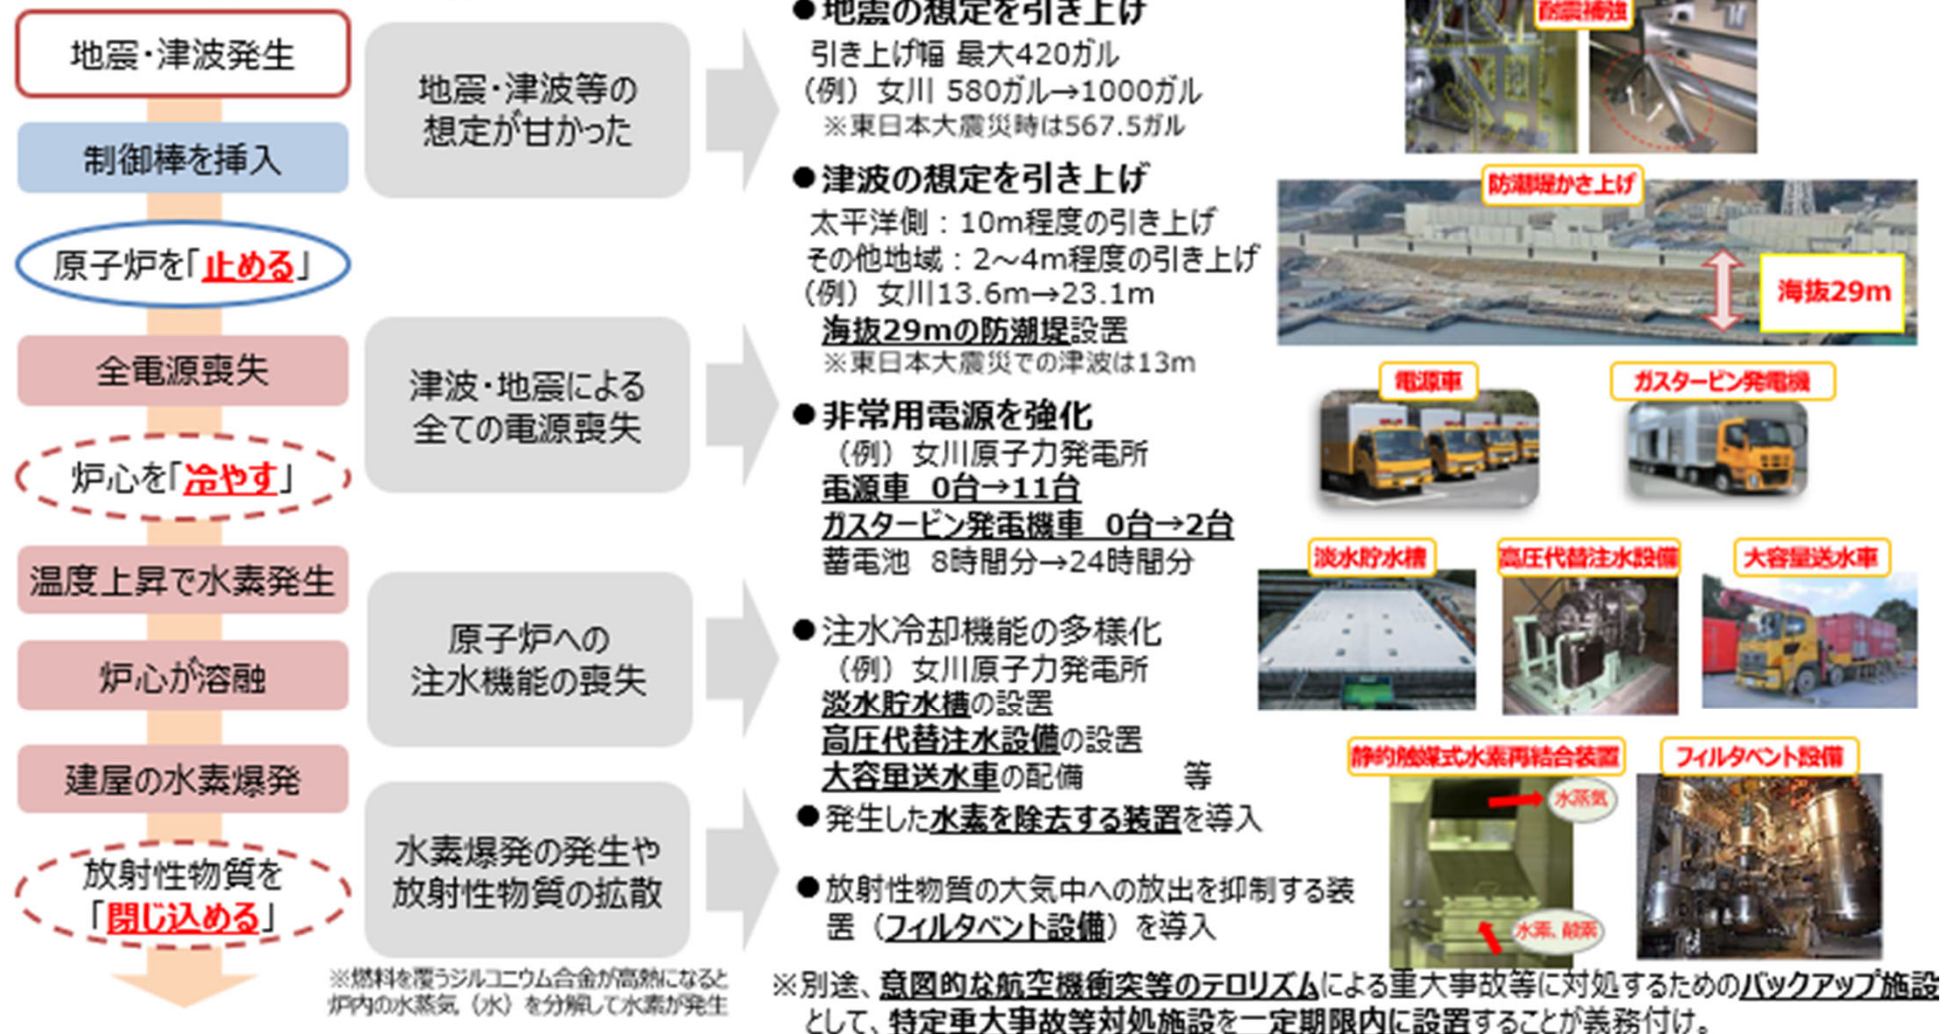 地震・津波発生
制御棒を挿入
原子炉を「止める」
全電源喪失
炉心を「冷やす」
温度上昇で水素発生
炉心が溶融
建屋の水素爆発
放射性物質を
「閉じ込める」
地震・津波等の
想定が甘かった
津波・地震による
全ての電源喪失
原子炉への
注水機能の喪失
水素爆発の発生や
放射性物質の拡散
※燃料を覆うジルコニウム合金が高熱になると
炉内の水蒸気（水）を分解して水素が発生
●地震の想定を引き上げ
引き上げ幅 最大420ガル
（例）女川 580ガル→1000ガル
※東日本大震災時は567.5ガル
●津波の想定を引き上げ
太平洋側：10m程度の引き上げ
その他地域：2～4m程度の引き上げ
（例）女川13.6m→23.1m
海抜29mの防潮堤設置
※東日本大震災での津波は13m
●非常用電源を強化
（例）女川原子力発電所
電源車 0台→11台
ガスタービン発電機車 0台→2台
蓄電池 8時間分→24時間分
●注水冷却機能の多様化
（例）女川原子力発電所
淡水貯水槽の設置
高圧代替注水設備の設置
大容量送水車の配備 等
●発生した水素を除去する装置を導入
●放射性物質の大気中への放出を抑制する装
置（フィルタベント設備）を導入
耐震補強
防潮堤かさ上げ
海抜29m
電源車
ガスタービン発電機
淡水貯水槽
高圧代替注水設備
大容量送水車
静的触媒式水素再結合装置
水蒸気
水素、酸素
フィルタベント設備
※別途、意図的な航空機衝突等のテロリズムによる重大事故等に対処するためのバックアップ施設
として、特定重大事故等対処施設を一定期限内に設置することが義務付け。